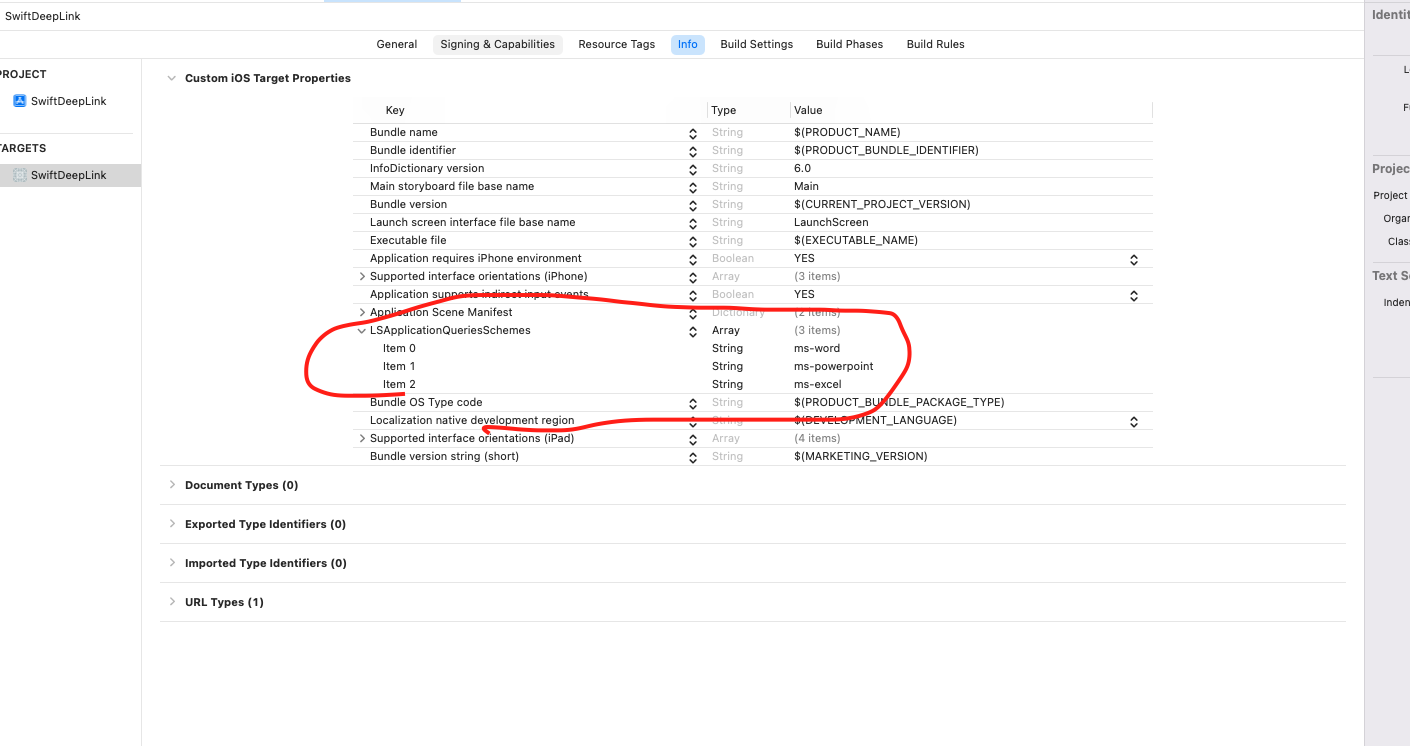 SwiftDeepLink
General Signing & Capabilities Resource Tags Info Build Settings Build Phases Build Rules
PROJECT
SwiftDeepLink
TARGETS
SwiftDeepLink
Custom iOS Target Properties
Key Type Value
Bundle name String $(PRODUCT_NAME)
Bundle identifier String $(PRODUCT_BUNDLE_IDENTIFIER)
InfoDictionary version String 6.0
Main storyboard file base name String Main
Bundle version String $(CURRENT_PROJECT_VERSION)
Launch screen interface file base name String LaunchScreen
Executable file String $(EXECUTABLE_NAME)
Application requires iPhone environment Boolean YES
Supported interface orientations (iPhone) Array (3 items)
Application supports indirect input events Boolean YES
Application Scene Manifest Dictionary (2 items)
LSApplicationQueriesSchemes Array (3 items)
Item 0 String ms-word
Item 1 String ms-powerpoint
Item 2 String ms-excel
Bundle OS Type code String $(PRODUCT_BUNDLE_PACKAGE_TYPE)
Localization native development region String $(DEVELOPMENT_LANGUAGE)
Supported interface orientations (iPad) Array (4 items)
Bundle version string (short) String $(MARKETING_VERSION)
Document Types (0)
Exported Type Identifiers (0)
Imported Type Identifiers (0)
URL Types (1)
Identit
L
Fu
Projec
Project
Organ
Class
Text Se
Inden